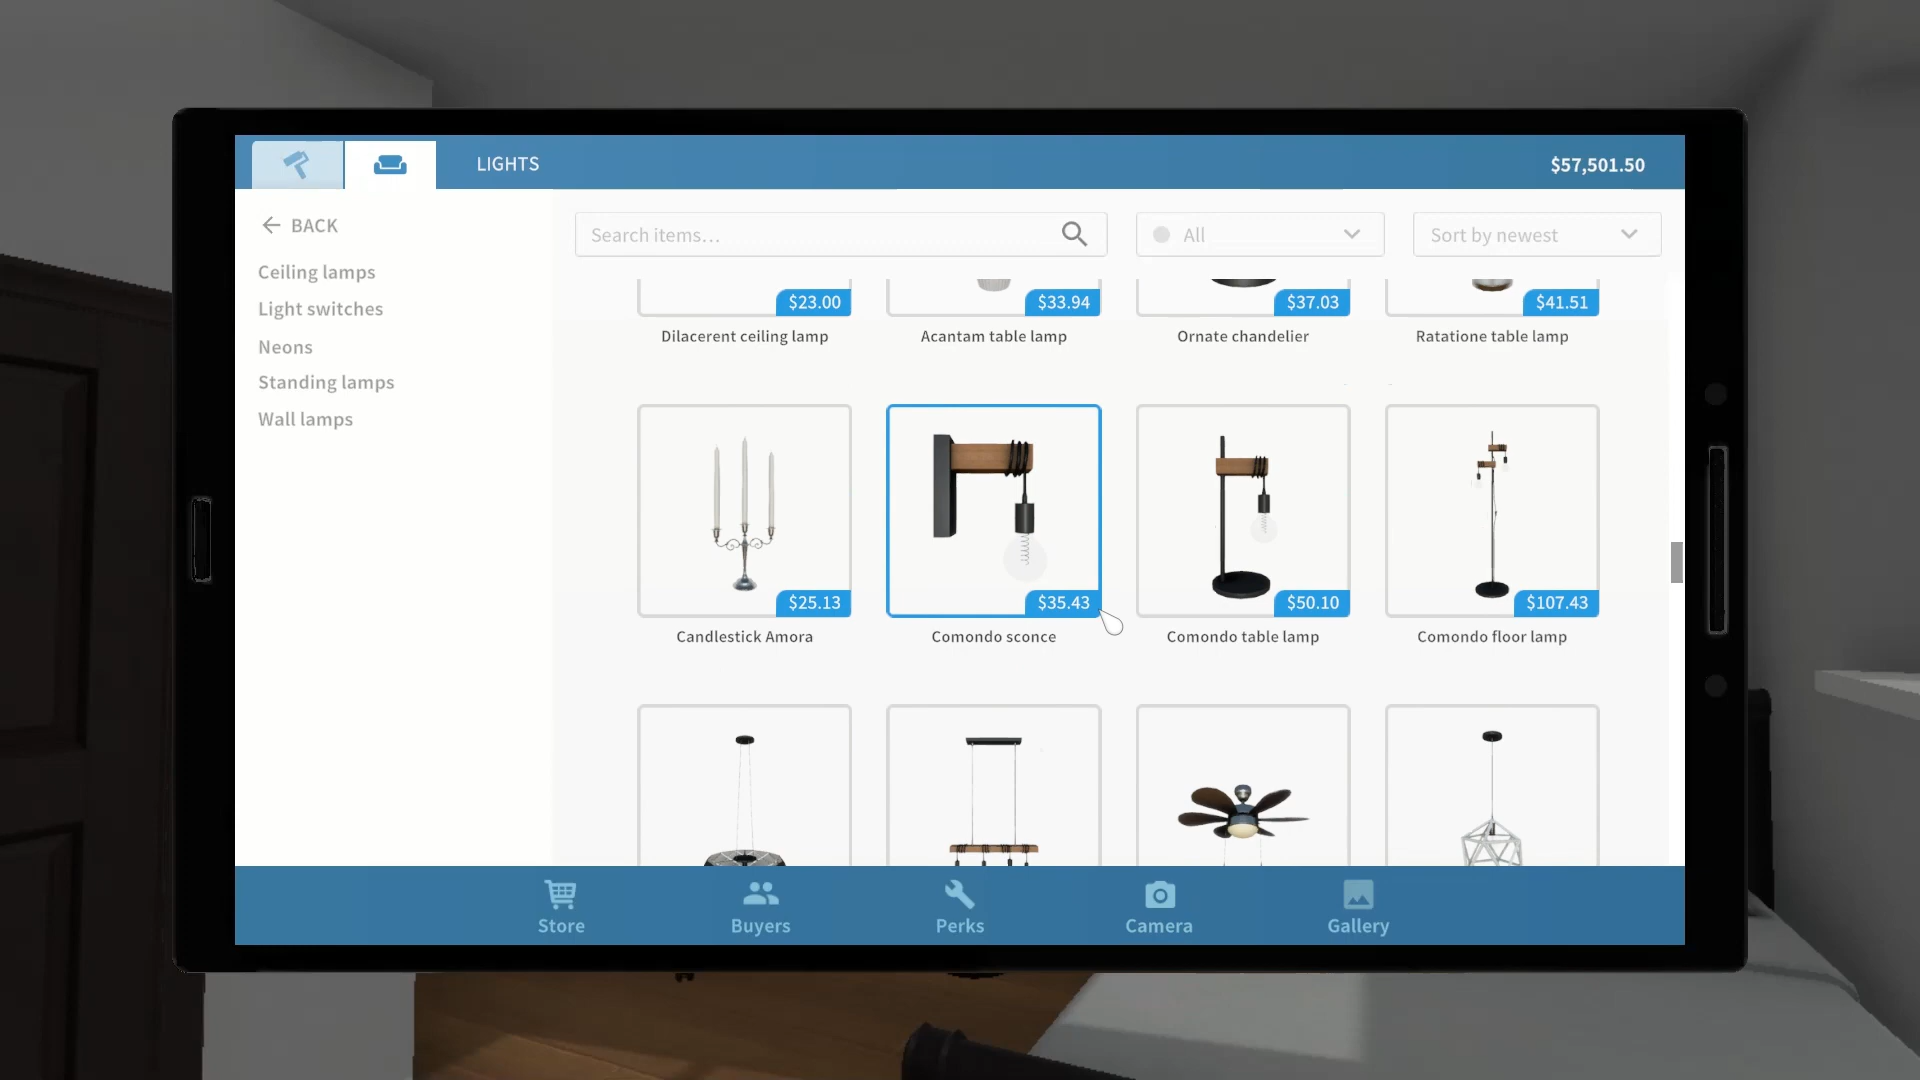 LIGHTS
$57,501.50
BACK
Ceiling lamps
Light switches
Neons
Standing lamps
Wall lamps
Search items...
All
Sort by newest
$23.00
$33.94
$37.03
$41.51
Dilacerent ceiling lamp
Acantam table lamp
Ornate chandelier
Ratatione table lamp
$25.13
$35.43
$50.10
$107.43
Candlestick Amora
Comondo sconce
Comondo table lamp
Comondo floor lamp
Store
Buyers
Perks
Camera
Gallery